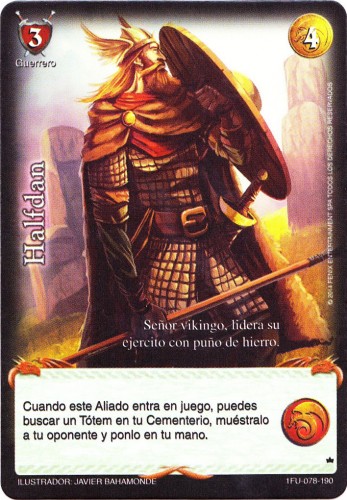 3
4
Guerrero
Halfdan
© 2014 FENIX ENTERTAINMENT SPA TODOS LOS DERECHOS RESERVADOS
Señor vikingo, lidera su
ejercito con puño de hierro.
Cuando este Aliado entra en juego, puedes
buscar un Tótem en tu Cementerio, muéstralo
a tu oponente y ponlo en tu mano.
ILUSTRADOR: JAVIER BAHAMONDE
1FU-078-190